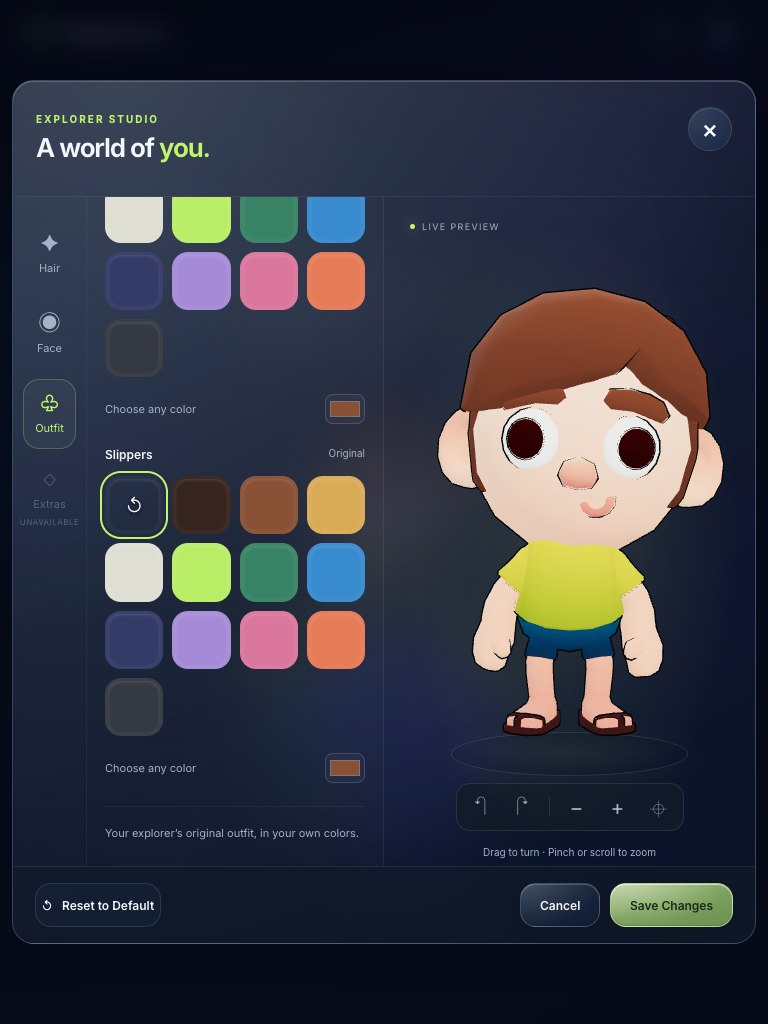 EXPLORER STUDIO
A world of you.
Hair
Face
Outfit
Extras
UNAVAILABLE
Choose any color
Slippers
Original
Choose any color
Your explorer’s original outfit, in your own colors.
LIVE PREVIEW
Drag to turn · Pinch or scroll to zoom
Reset to Default
Cancel
Save Changes